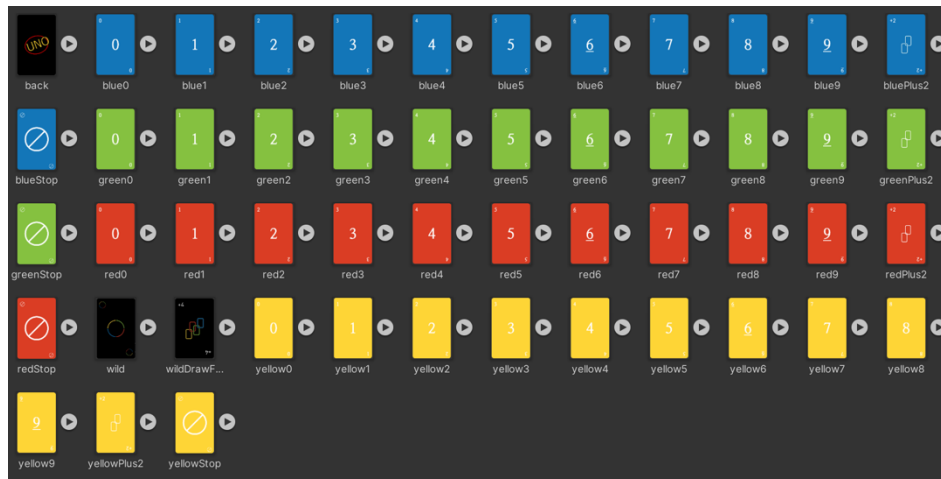 UNO 0 1 2 3 4 5 6 7 8 9 +2
back blue0 blue1 blue2 blue3 blue4 blue5 blue6 blue7 blue8 blue9 bluePlus2
0 1 2 3 4 5 6 7 8 9 +2
blueStop green0 green1 green2 green3 green4 green5 green6 green7 green8 green9 greenPlus2
0 1 2 3 4 5 6 7 8 9 +2
greenStop red0 red1 red2 red3 red4 red5 red6 red7 red8 red9 redPlus2
+4 0 1 2 3 4 5 6 7 8
redStop wild wildDrawF... yellow0 yellow1 yellow2 yellow3 yellow4 yellow5 yellow6 yellow7 yellow8
9 +2
yellow9 yellowPlus2 yellowStop